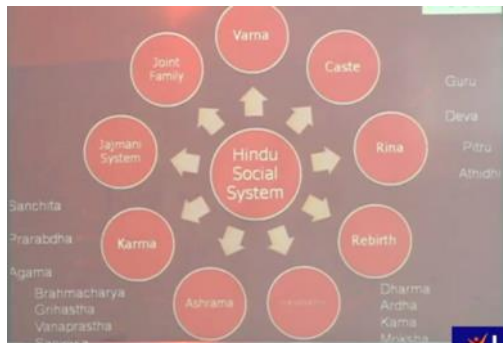 Varna
Joint
Family
Caste
Guru
Deva
Jajmani
System
Hindu
Social
System
Rina
Pitru
Athidhi
Sanchita
Prarabdha
Agama
Karma
Rebirth
Brahmacharya
Grihastha
Vanaprastha
Ashrama
Dharma
Ardha
Kama
Moksha